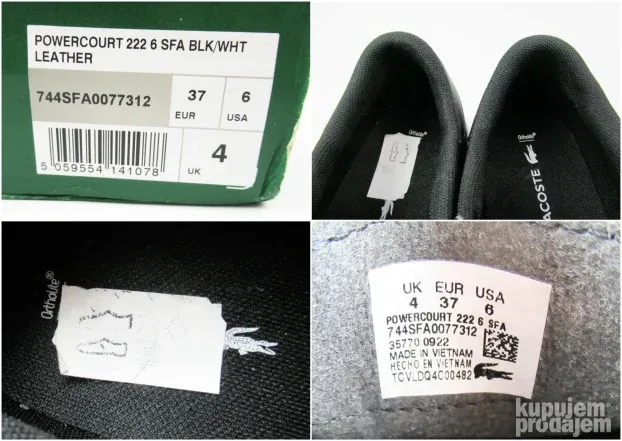 POWERCOURT 222 6 SFA BLK/WHT
LEATHER
744SFA0077312
37
EUR
6
USA
5 059554 141078
4
UK
Ortholite®
Ortholite®
LACOSTE
Ortholite®
UK EUR USA
4 37 6
POWERCOURT 222 6 SFA
744SFA0077312
35770 0922
MADE IN VIETNAM
HECHO EN VIETNAM
TCVLDQ4C00482
kupujem
prodajem